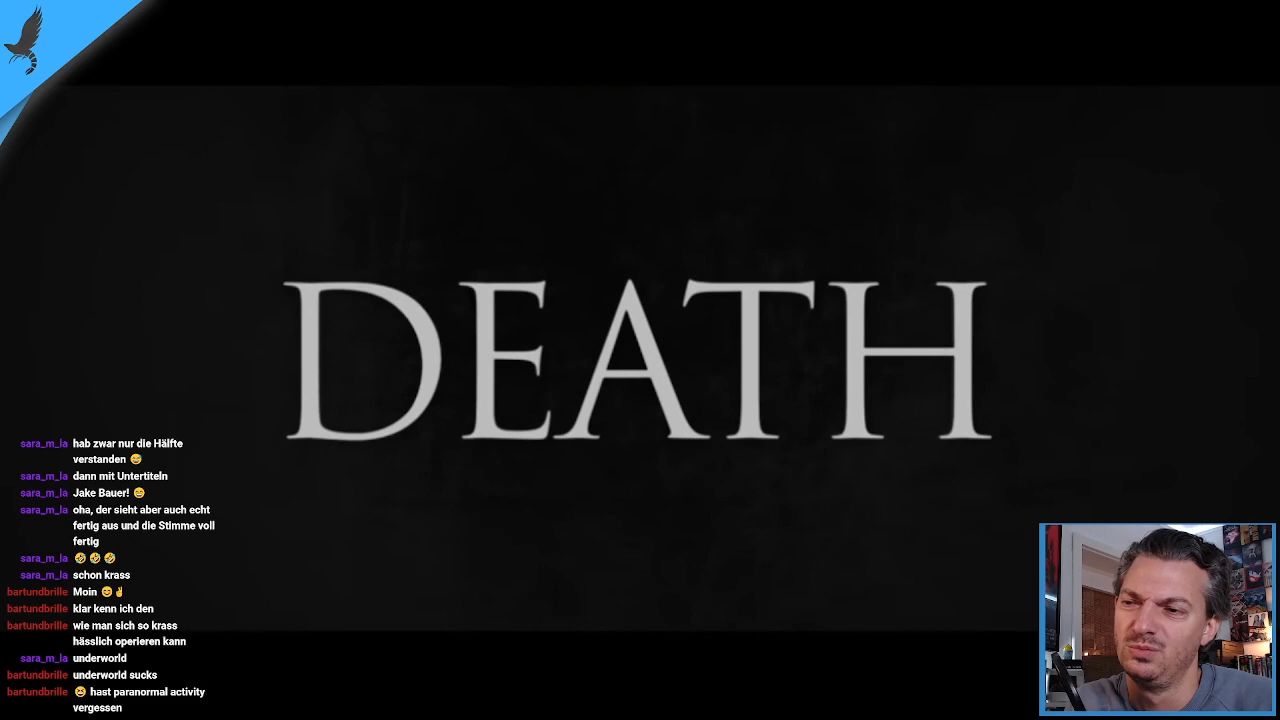 DEATH
sara_m_la hab zwar nur die Hälfte
verstanden 😅
sara_m_la dann mit Untertiteln
sara_m_la Jake Bauer! 😄
sara_m_la oha, der sieht aber auch echt
fertig aus und die Stimme voll
fertig
sara_m_la 🤣 🤣 🤣
sara_m_la schon krass
bartundbrille Moin 😊✌
bartundbrille klar kenn ich den
bartundbrille wie man sich so krass
hässlich operieren kann
sara_m_la underworld
bartundbrille underworld sucks
bartundbrille 😆 hast paranormal activity
vergessen